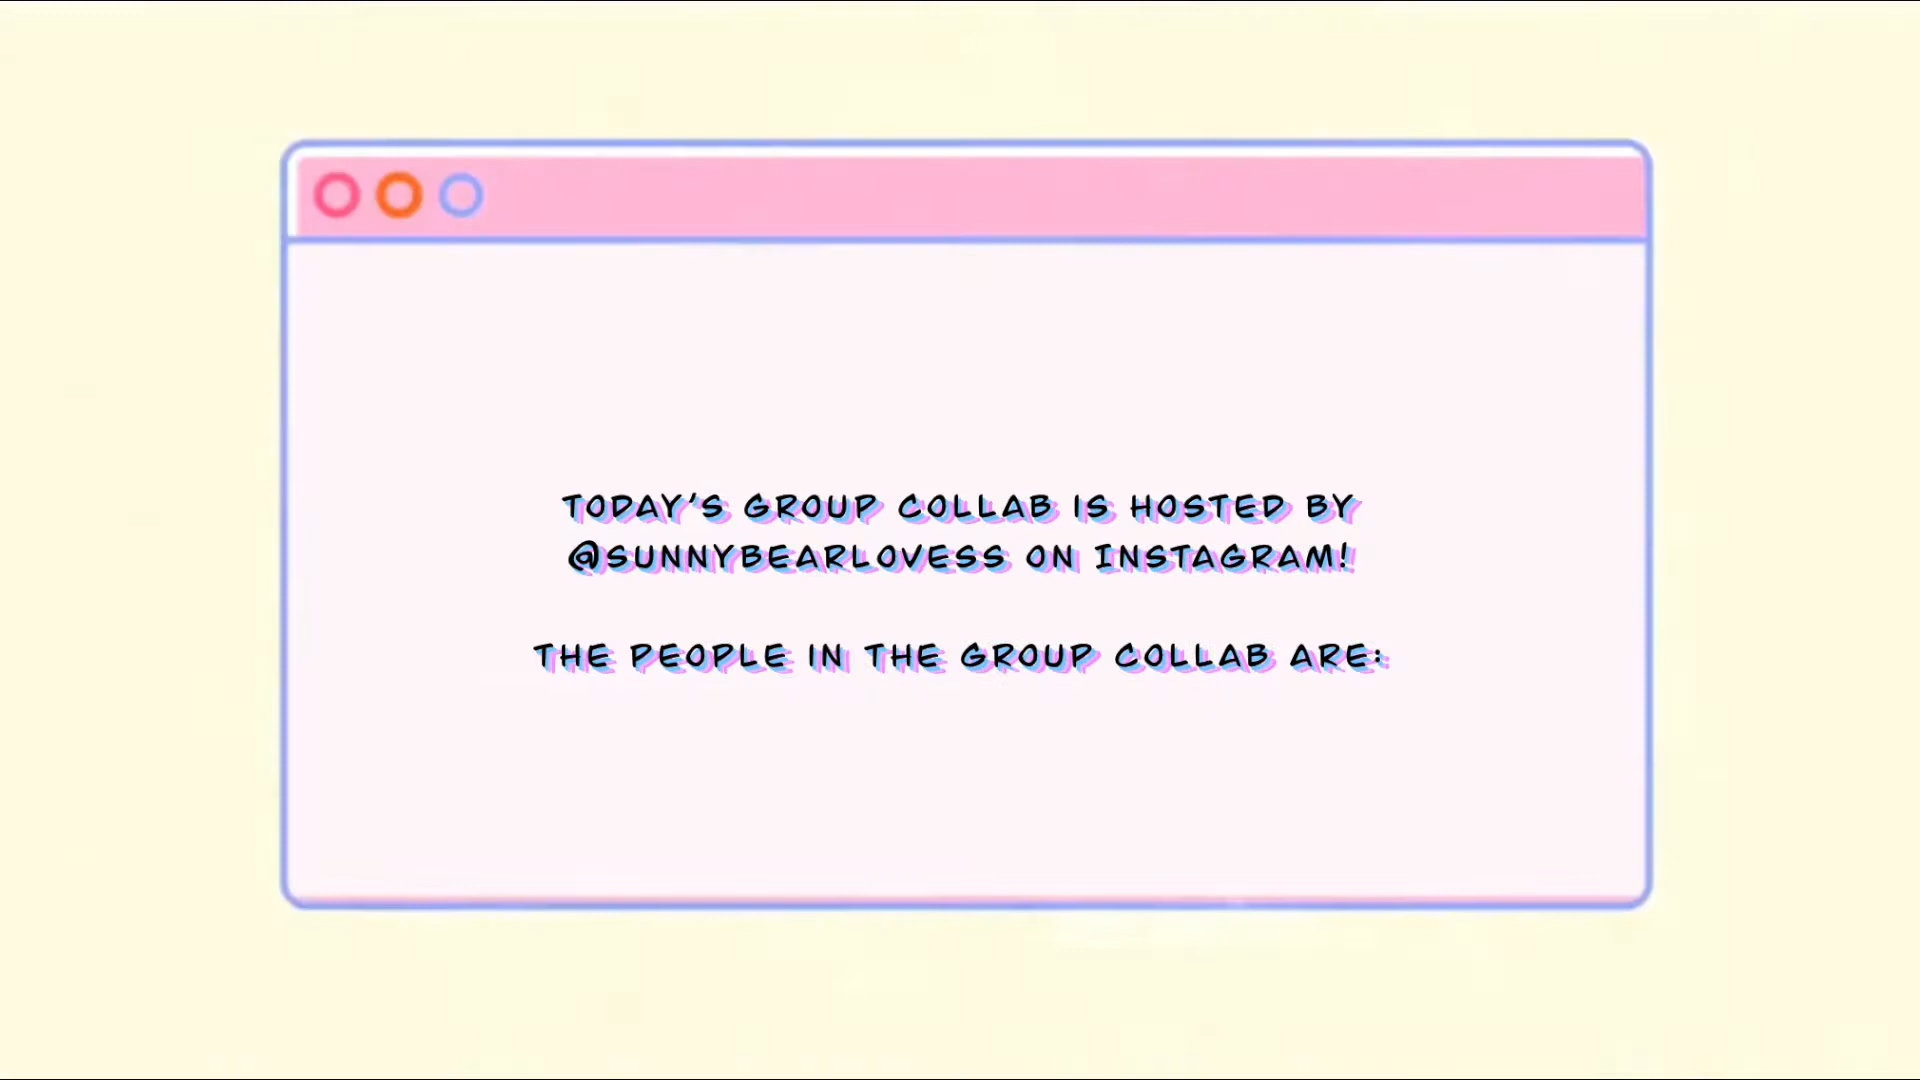 TODAY'S GROUP COLLAB IS HOSTED BY
@SUNNYBEARLOVESS ON INSTAGRAM!
THE PEOPLE IN THE GROUP COLLAB ARE: